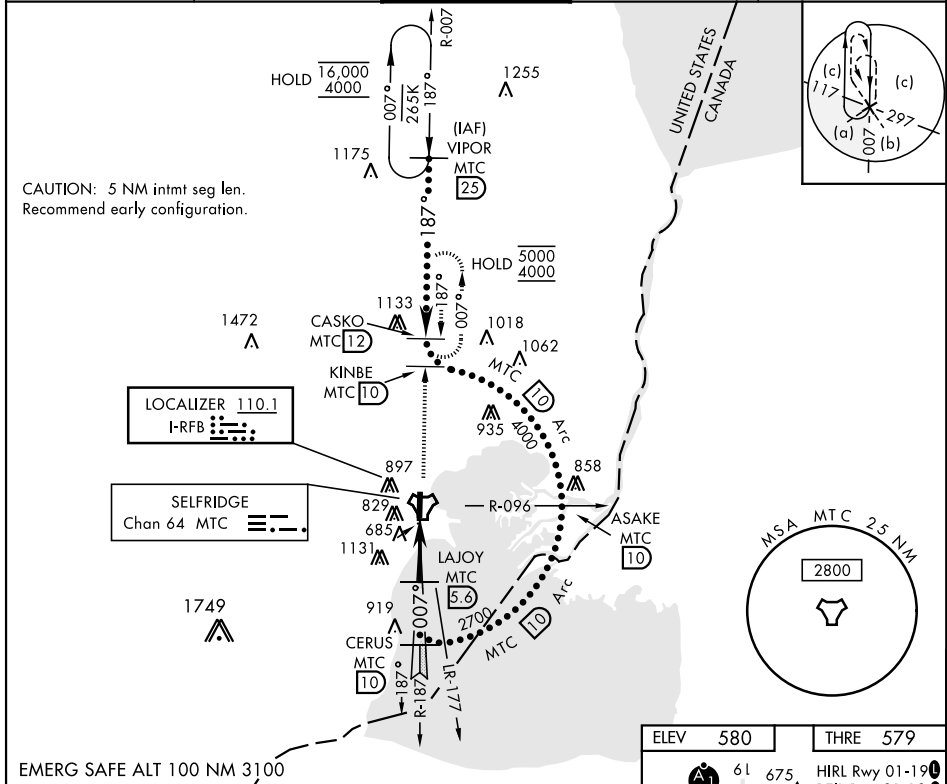 R-007
HOLD 16,000
4000
007°
265K
187°
1255
(IAF)
VIPOR
MTC
25
1175
UNITED STATES
CANADA
(c)
(c)
117
297
(a)
007
(b)
CAUTION: 5 NM intmt seg len.
Recommend early configuration.
187°
HOLD 5000
4000
187°
007°
1133
CASKO
MTC 12
1472
1018
1062
KINBE
MTC 10
MTC 10 Arc
4000
935
LOCALIZER 110.1
I-RFB
897
858
SELFRIDGE
Chan 64 MTC
829
685
R-096
ASAKE
MTC
10
1131
LAJOY
MTC
5.6
MSA MTC 25 NM
2800
1749
919
007°
2700
MTC 10 Arc
CERUS
MTC
10
187°
R-187
LR-177
EMERG SAFE ALT 100 NM 3100
ELEV 580
THRE 579
A1
61
675
HIRL Rwy 01-19 L